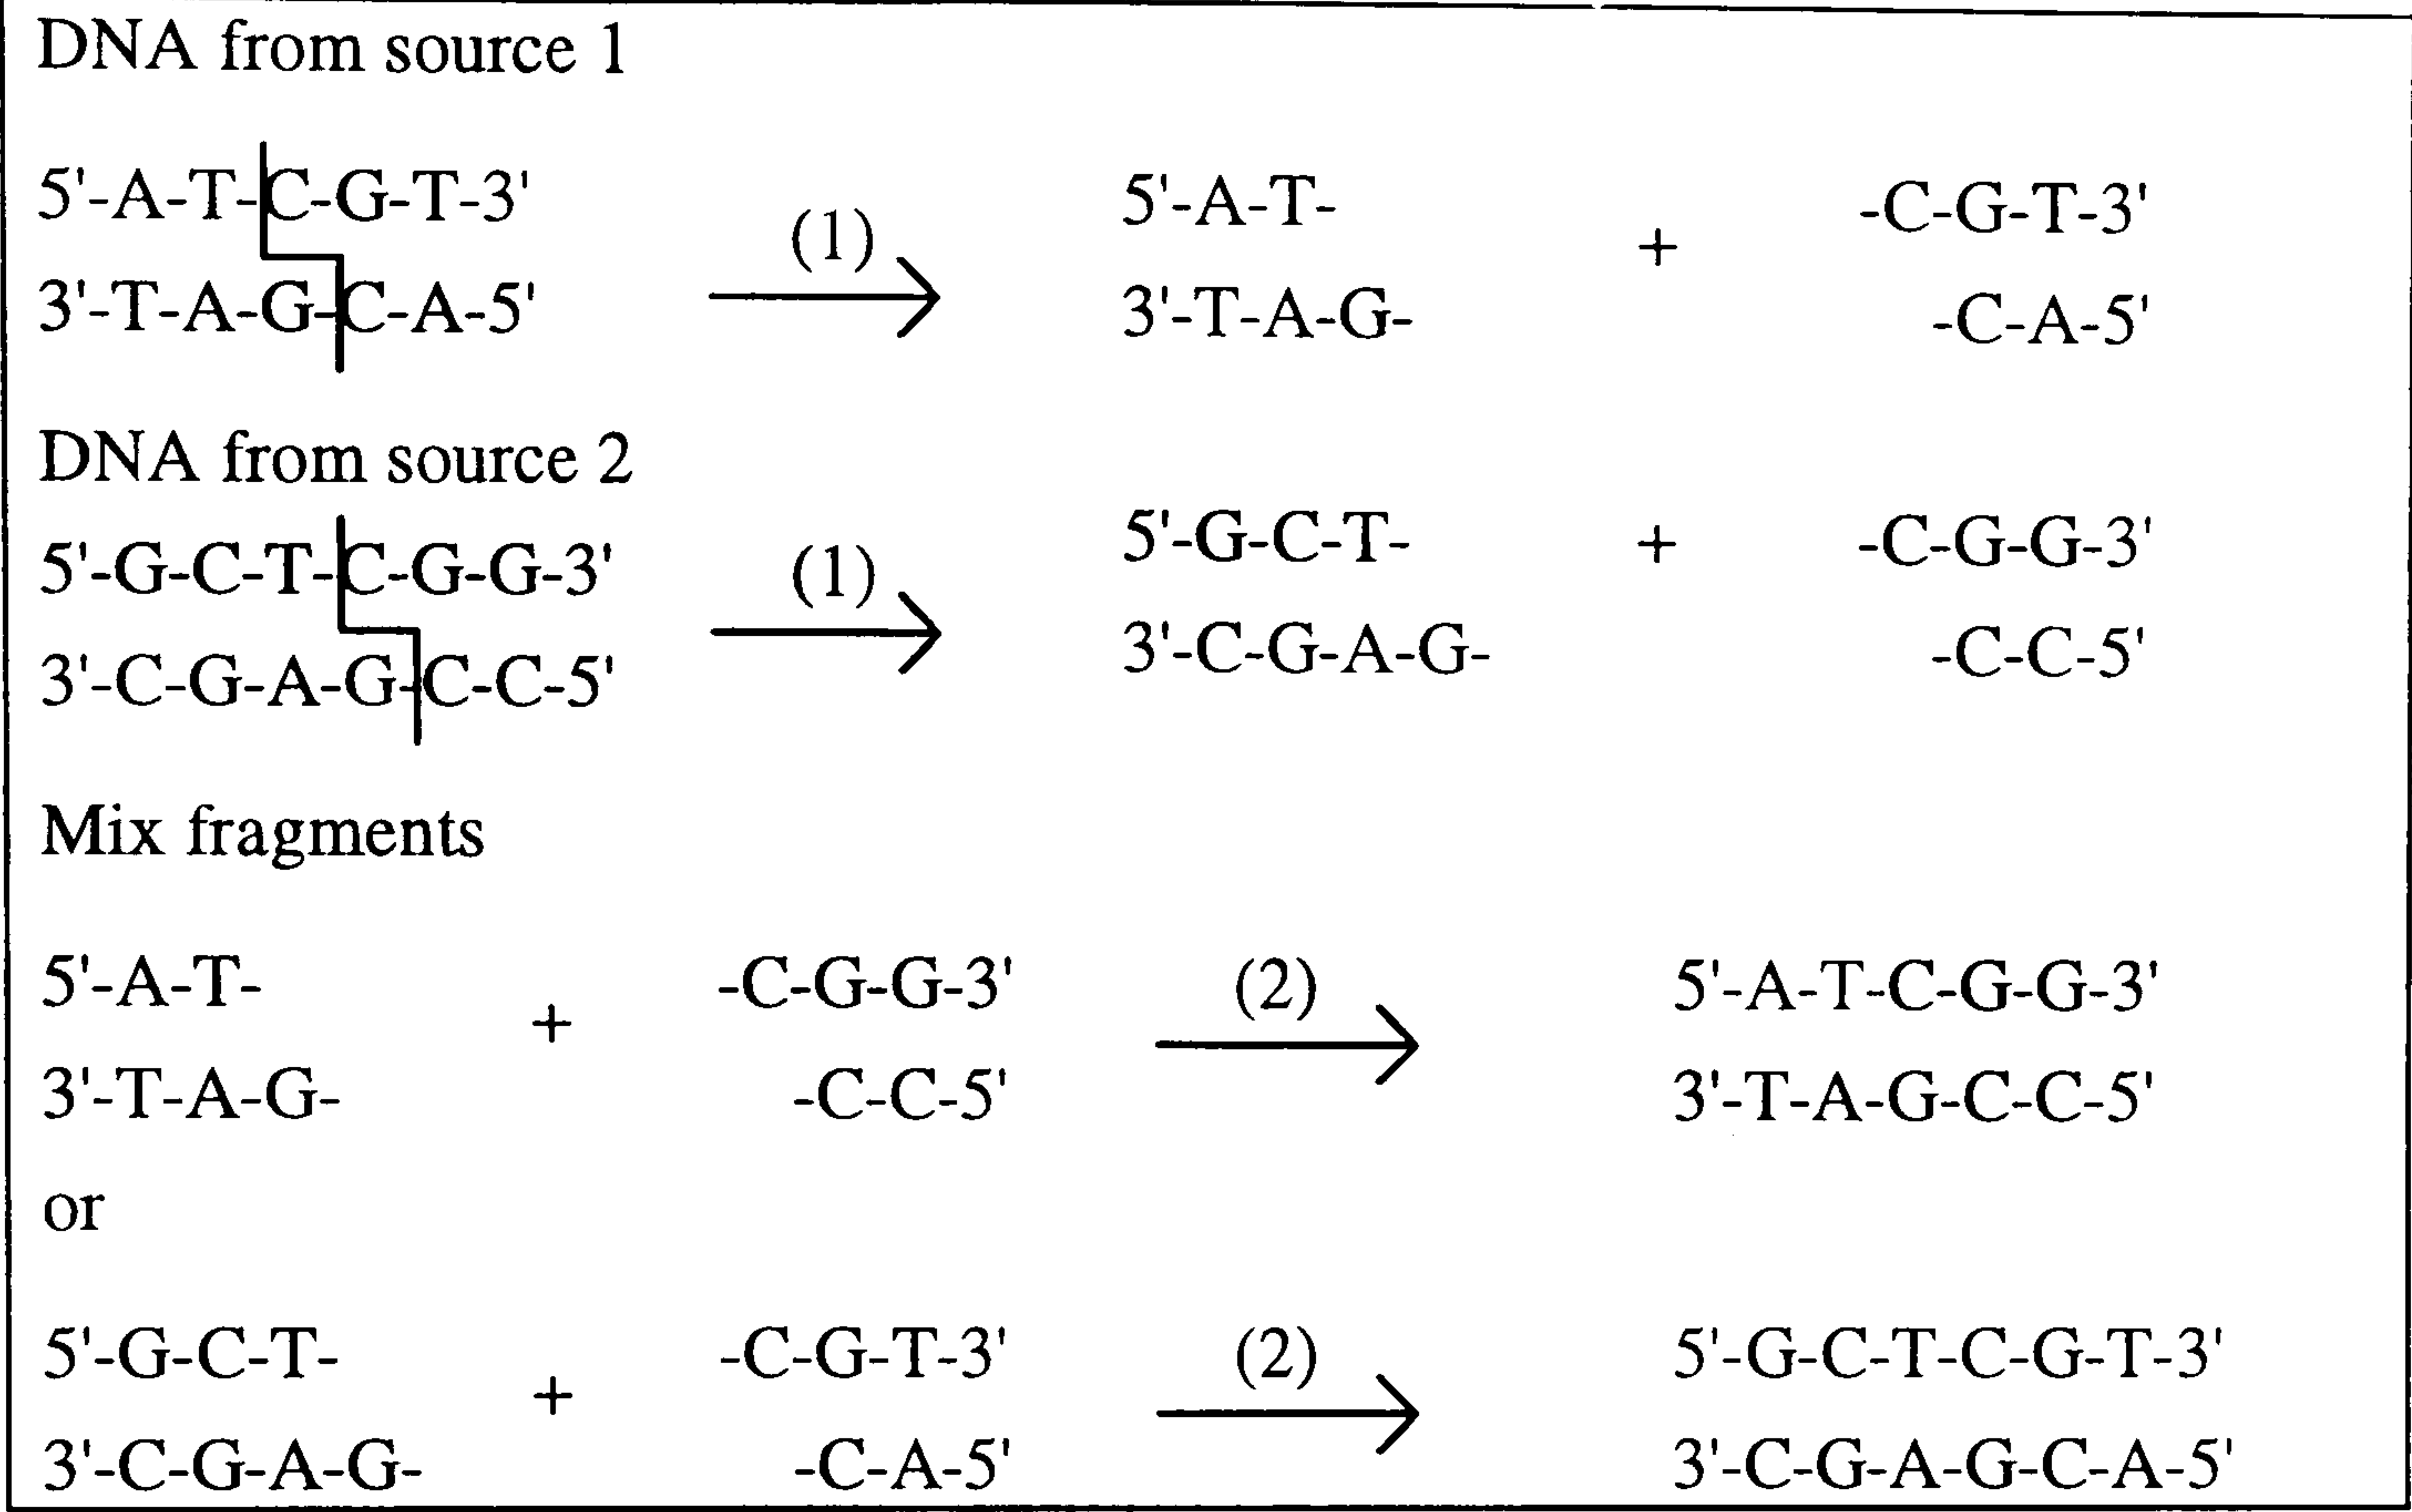 DNA from source 1
5'-A-T-C-G-T-3' (1) 5'-A-T- + -C-G-T-3'
3'-T-A-G-C-A-5' 3'-T-A-G- -C-A-5'
DNA from source 2
5'-G-C-T-C-G-G-3' (1) 5'-G-C-T- + -C-G-G-3'
3'-C-G-A-G-C-C-5' 3'-C-G-A-G- -C-C-5'
Mix fragments
5'-A-T- + -C-G-G-3' (2) 5'-A-T-C-G-G-3'
3'-T-A-G- -C-C-5' 3'-T-A-G-C-C-5'
or
5'-G-C-T- + -C-G-T-3' (2) 5'-G-C-T-C-G-T-3'
3'-C-G-A-G- -C-A-5' 3'-C-G-A-G-C-A-5'